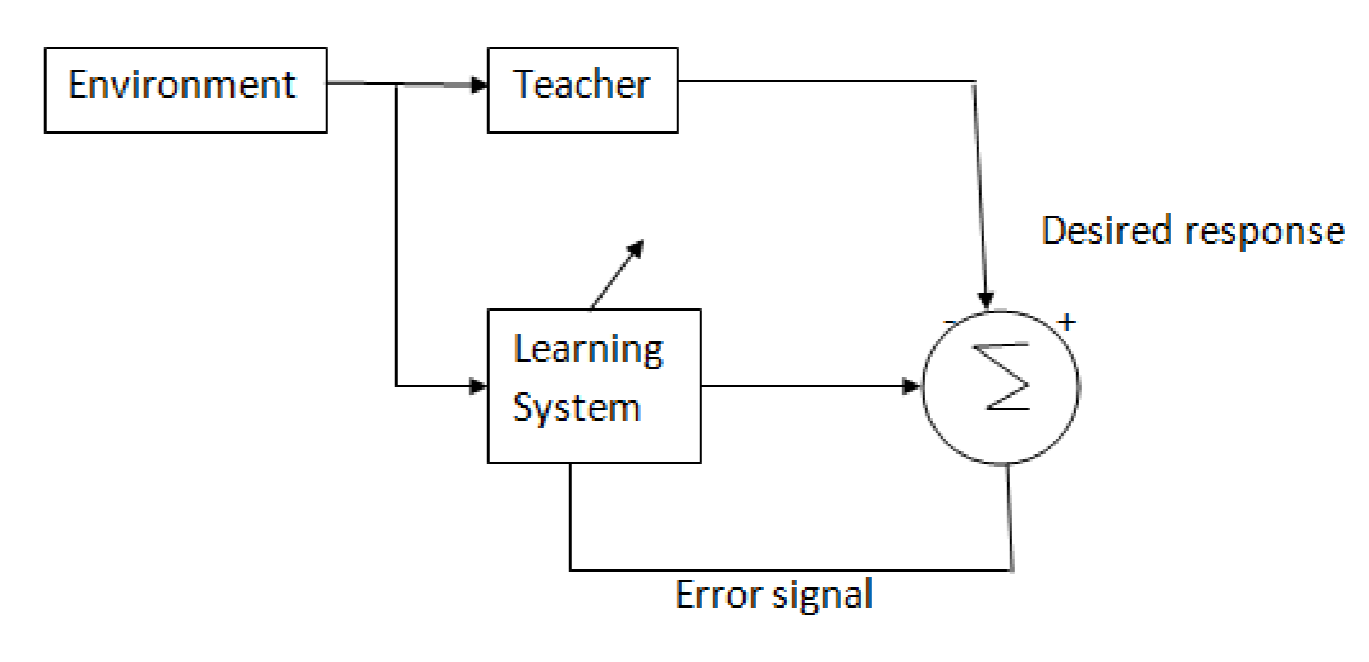 Environment
Teacher
Desired response
- +
Σ
Learning
System
Error signal